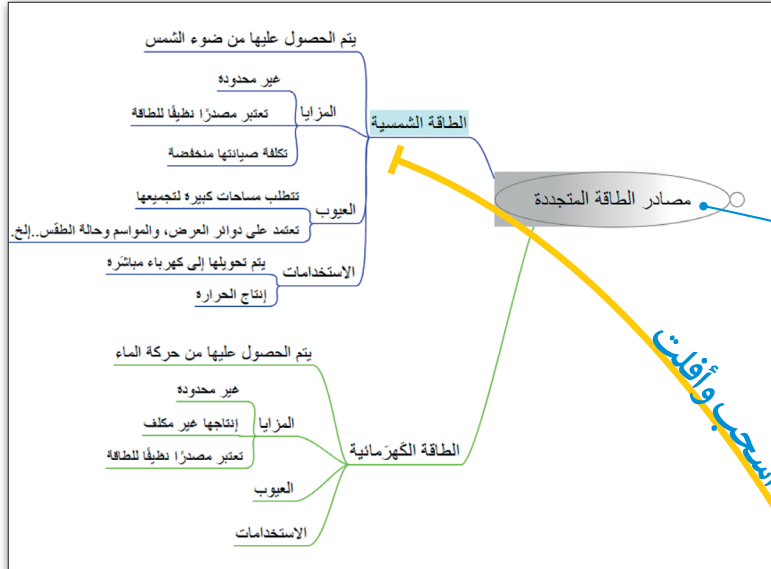 مصادر الطاقة المتجددة
الطاقة الشمسية
يتم الحصول عليها من ضوء الشمس
المزايا
غير محدودة
تعتبر مصدرًا نظيفًا للطاقة
تكلفة صيانتها منخفضة
العيوب
تتطلب مساحات كبيرة لتجميعها
تعتمد على دوائر العرض، والمواسم وحالة الطقس..إلخ.
الاستخدامات
يتم تحويلها إلى كهرباء مباشرة
إنتاج الحرارة
الطاقة الكَهرَمائية
يتم الحصول عليها من حركة الماء
المزايا
غير محدودة
إنتاجها غير مكلف
تعتبر مصدرًا نظيفًا للطاقة
العيوب
الاستخدامات
اسحب وأفلت